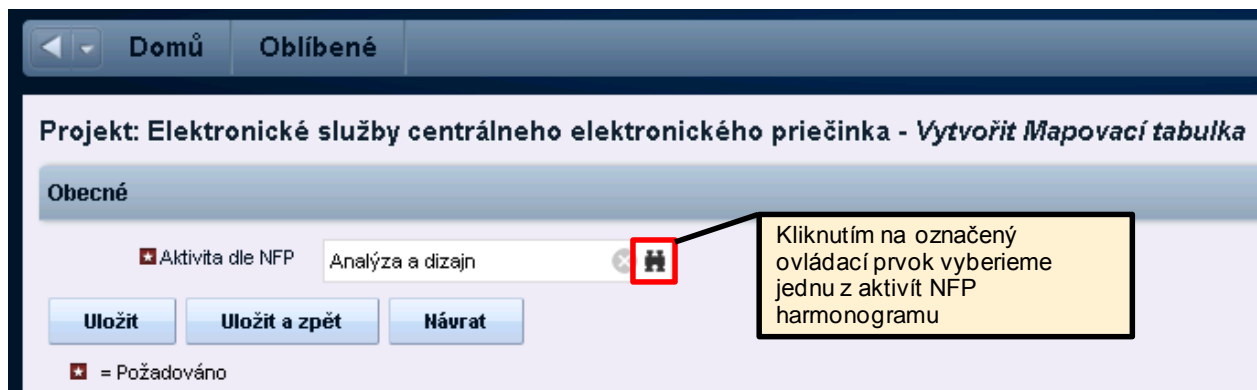 Domů Oblíbené
Projekt: Elektronické služby centrálneho elektronického priečinka - Vytvořit Mapovací tabulka
Obecné
Aktivita dle NFP Analýza a dizajn
Kliknutím na označený
ovládací prvok vyberieme
jednu z aktivít NFP
harmonogramu
Uložit Uložit a zpět Návrat
= Požadováno